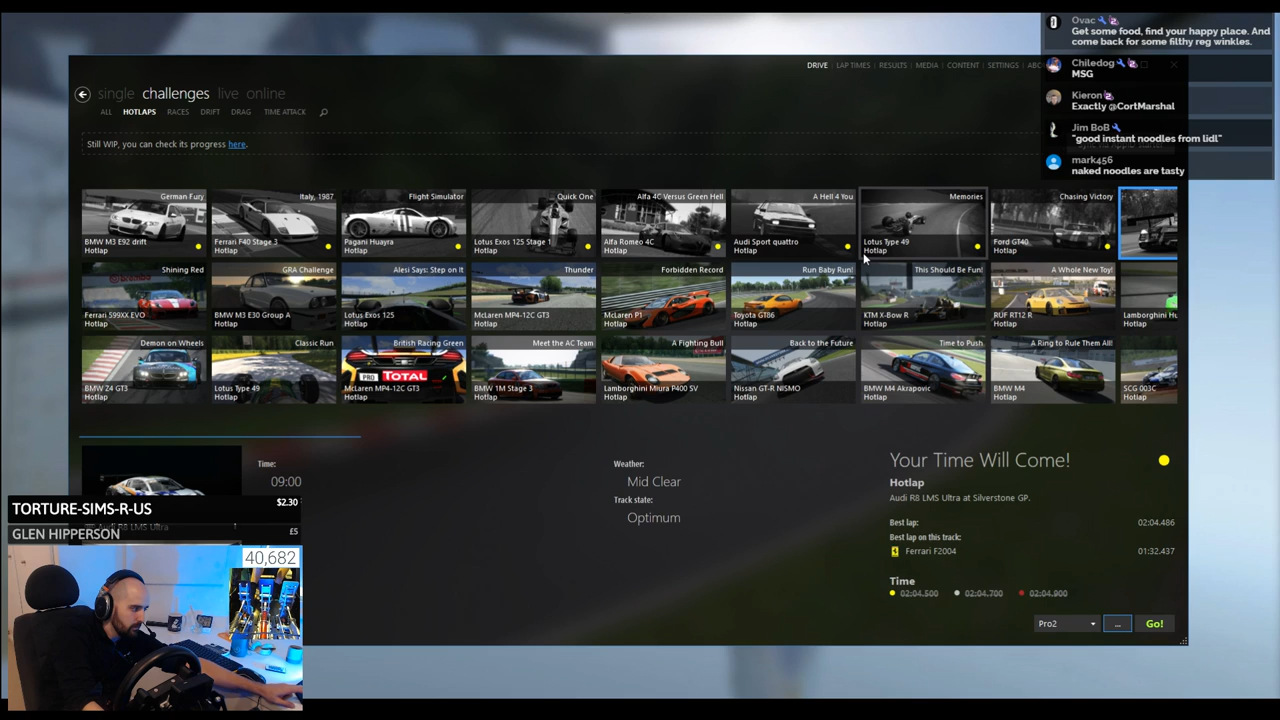 Ovac
Get some food, find your happy place. And
come back for some filthy reg winkles.
Chiledog
MSG
Kieron
Exactly @CortMarshal
Jim BoB
"good instant noodles from lidl"
mark456
naked noodles are tasty
DRIVE | LAP TIMES | RESULTS | MEDIA | CONTENT | SETTINGS | ABO
single challenges live online
ALL HOTLAPS RACES DRIFT DRAG TIME ATTACK
Still WIP, you can check its progress here.
German Fury
BMW M3 E92 drift
Hotlap
Italy, 1987
Ferrari F40 Stage 3
Hotlap
Flight Simulator
Pagani Huayra
Hotlap
Quick One
Lotus Exos 125 Stage 1
Hotlap
Alfa 4C Versus Green Hell
Alfa Romeo 4C
Hotlap
A Hell 4 You
Audi Sport quattro
Hotlap
Memories
Lotus Type 49
Hotlap
Chasing Victory
Ford GT40
Hotlap
Shining Red
Ferrari 599XX EVO
Hotlap
GRA Challenge
BMW M3 E30 Group A
Hotlap
Alesi Says: Step on It
Lotus Exos 125
Hotlap
Thunder
McLaren MP4-12C GT3
Hotlap
Forbidden Record
McLaren P1
Hotlap
Run Baby Run!
Toyota GT86
Hotlap
This Should Be Fun!
KTM X-Bow R
Hotlap
A Whole New Toy!
RUF RT12 R
Hotlap
Lamborghini Hu
Hotlap
Demon on Wheels
BMW Z4 GT3
Hotlap
Classic Run
Lotus Type 49
Hotlap
British Racing Green
PRO TOTAL
McLaren MP4-12C GT3
Hotlap
Meet the AC Team
BMW 1M Stage 3
Hotlap
A Fighting Bull
Lamborghini Miura P400 SV
Hotlap
Back to the Future
Nissan GT-R NISMO
Hotlap
Time to Push
BMW M4 Akrapovic
Hotlap
A Ring to Rule Them All!
BMW M4
Hotlap
SCG 003C
Hotlap
Time:
09:00
Weather:
Mid Clear
Track state:
Optimum
Your Time Will Come!
Hotlap
Audi R8 LMS Ultra at Silverstone GP.
Best lap: 02:04.486
Best lap on this track:
Ferrari F2004 01:32.437
Time
02:04.500 02:04.700 02:04.900
Pro2 ... Go!
TORTURE-SIMS-R-US $2.30
Audi R8 LMS Ultra
GLEN HIPPERSON £5
40,682